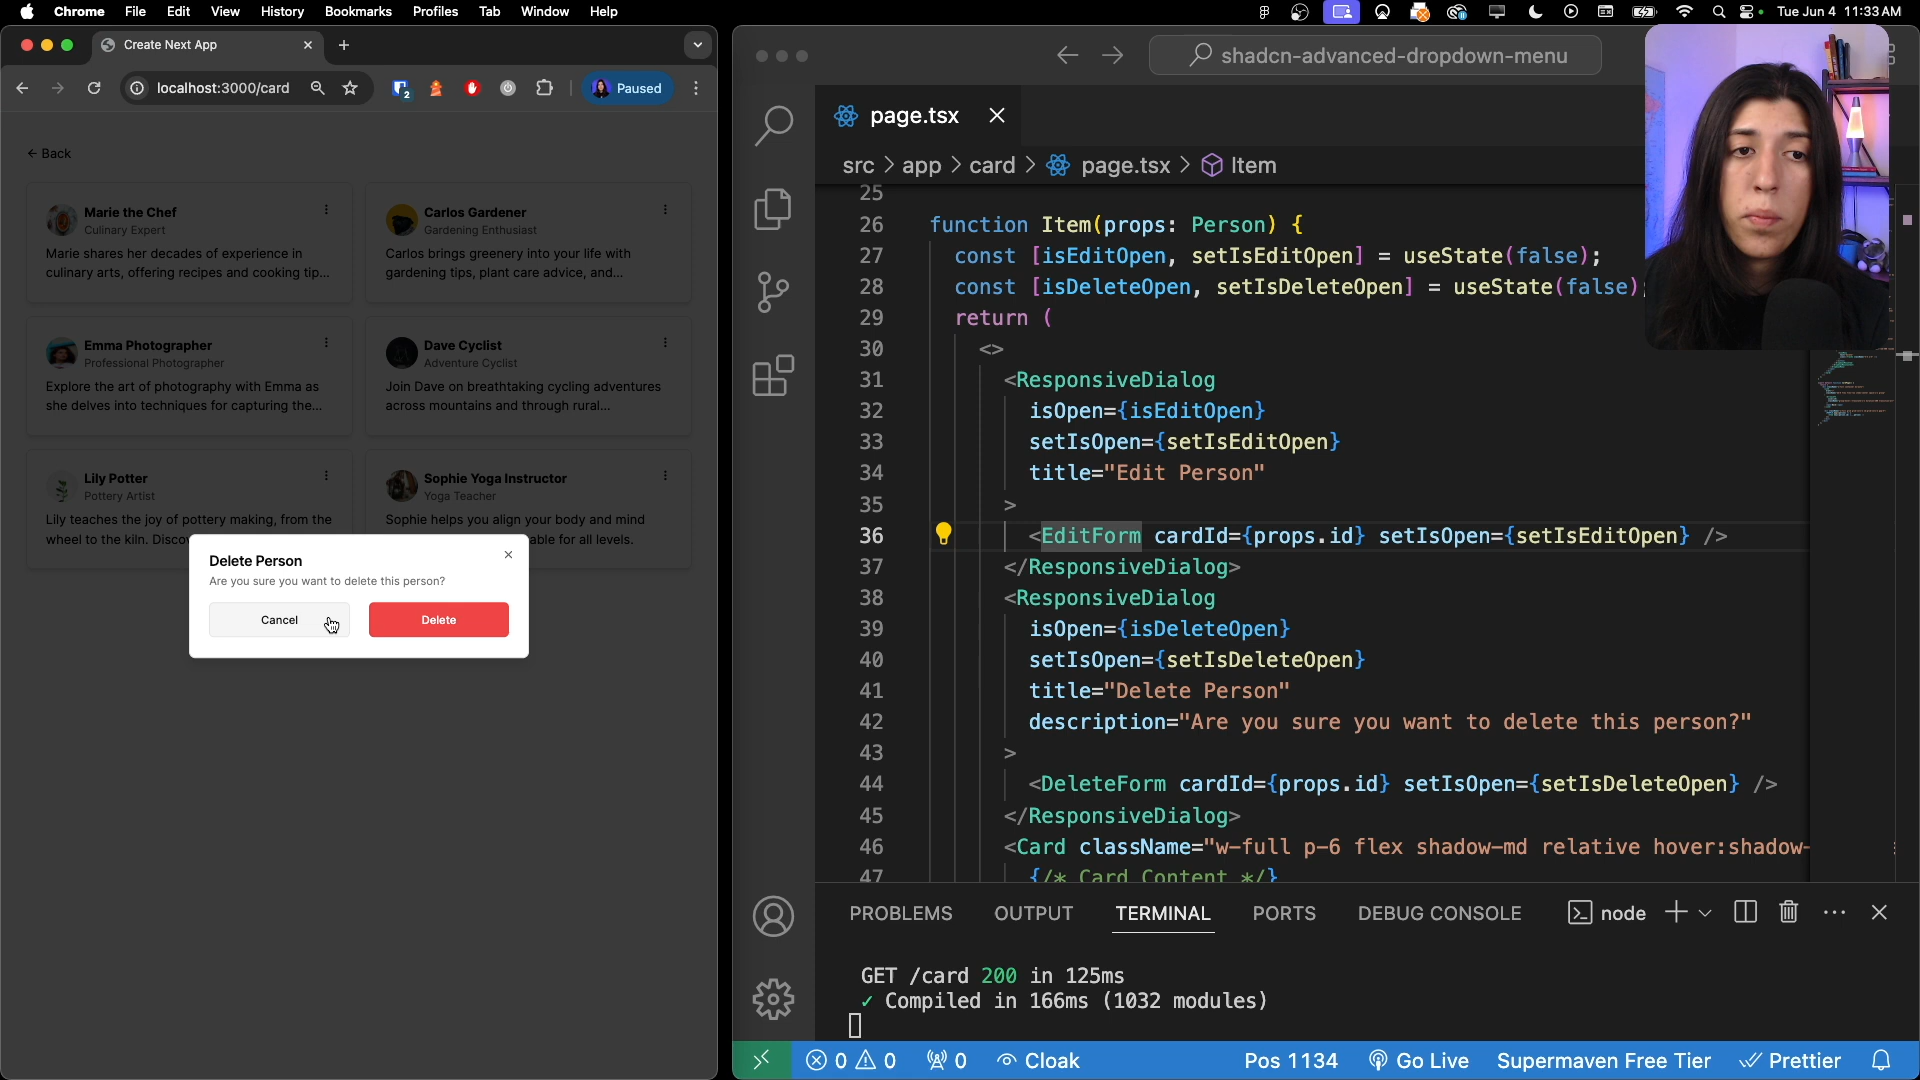 Chrome File Edit View History Bookmarks Profiles Tab Window Help
Tue Jun 4 11:33 AM
Create Next App
localhost:3000/card
2
Paused
← Back
Marie the Chef
Culinary Expert
Marie shares her decades of experience in
culinary arts, offering recipes and cooking tip...
Carlos Gardener
Gardening Enthusiast
Carlos brings greenery into your life with
gardening tips, plant care advice, and...
Emma Photographer
Professional Photographer
Explore the art of photography with Emma as
she delves into techniques for capturing the...
Dave Cyclist
Adventure Cyclist
Join Dave on breathtaking cycling adventures
across mountains and through rural...
Lily Potter
Pottery Artist
Lily teaches the joy of pottery making, from the
wheel to the kiln. Disco
Sophie Yoga Instructor
Yoga Teacher
Sophie helps you align your body and mind
able for all levels.
Delete Person
Are you sure you want to delete this person?
Cancel Delete
shadcn-advanced-dropdown-menu
page.tsx
src > app > card > page.tsx > Item
25
26 function Item(props: Person) {
27 const [isEditOpen, setIsEditOpen] = useState(false);
28 const [isDeleteOpen, setIsDeleteOpen] = useState(false);
29 return (
30 <>
31 <ResponsiveDialog
32 isOpen={isEditOpen}
33 setIsOpen={setIsEditOpen}
34 title="Edit Person"
35 >
36 <EditForm cardId={props.id} setIsOpen={setIsEditOpen} />
37 </ResponsiveDialog>
38 <ResponsiveDialog
39 isOpen={isDeleteOpen}
40 setIsOpen={setIsDeleteOpen}
41 title="Delete Person"
42 description="Are you sure you want to delete this person?"
43 >
44 <DeleteForm cardId={props.id} setIsOpen={setIsDeleteOpen} />
45 </ResponsiveDialog>
46 <Card className="w-full p-6 flex shadow-md relative hover:shadow-
47 {/* Card Content */}
PROBLEMS OUTPUT TERMINAL PORTS DEBUG CONSOLE node
GET /card 200 in 125ms
✓ Compiled in 166ms (1032 modules)
0 0 0 Cloak Pos 1134 Go Live Supermaven Free Tier Prettier